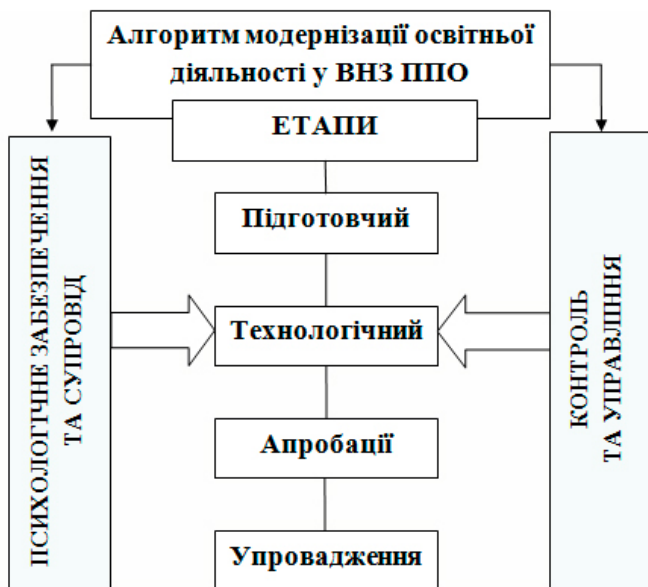 Алгоритм модернізації освітньої
діяльності у ВНЗ ППО
ЕТАПИ
ПСИХОЛОГІЧНЕ ЗАБЕЗПЕЧЕННЯ
ТА СУПРОВІД
Підготовчий
Технологічний
Апробації
Упровадження
КОНТРОЛЬ
ТА УПРАВЛІННЯ